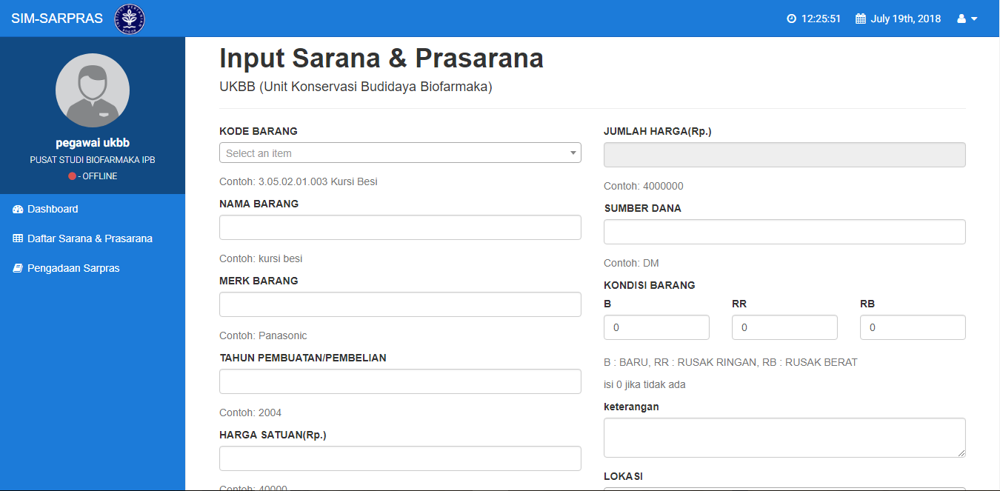 SIM-SARPRAS
INSTITUT PERTANIAN BOGOR
12:25:51
July 19th, 2018
pegawai ukbb
PUSAT STUDI BIOFARMAKA IPB
- OFFLINE
Dashboard
Daftar Sarana & Prasarana
Pengadaan Sarpras
Input Sarana & Prasarana
UKBB (Unit Konservasi Budidaya Biofarmaka)
KODE BARANG
Select an item
Contoh: 3.05.02.01.003 Kursi Besi
NAMA BARANG
Contoh: kursi besi
MERK BARANG
Contoh: Panasonic
TAHUN PEMBUATAN/PEMBELIAN
Contoh: 2004
HARGA SATUAN(Rp.)
Contoh: 40000
JUMLAH HARGA(Rp.)
Contoh: 4000000
SUMBER DANA
Contoh: DM
KONDISI BARANG
B RR RB
0 0 0
B : BARU, RR : RUSAK RINGAN, RB : RUSAK BERAT
isi 0 jika tidak ada
keterangan
LOKASI